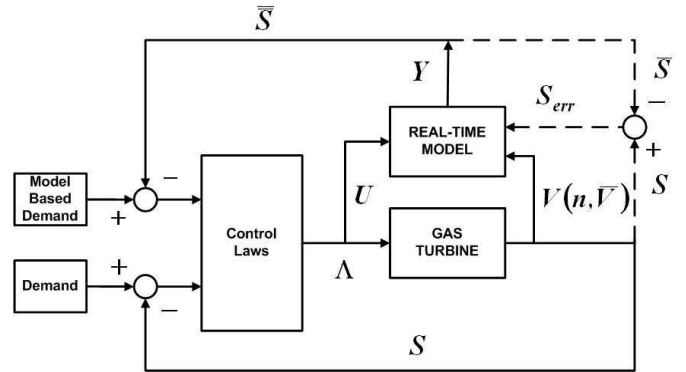 S̿
Y
S̅
−
S_err
+
S
REAL-TIME
MODEL
Model
Based
Demand
+
−
Control
Laws
U
V(n, V̅)
GAS
TURBINE
Λ
Demand
+
−
S